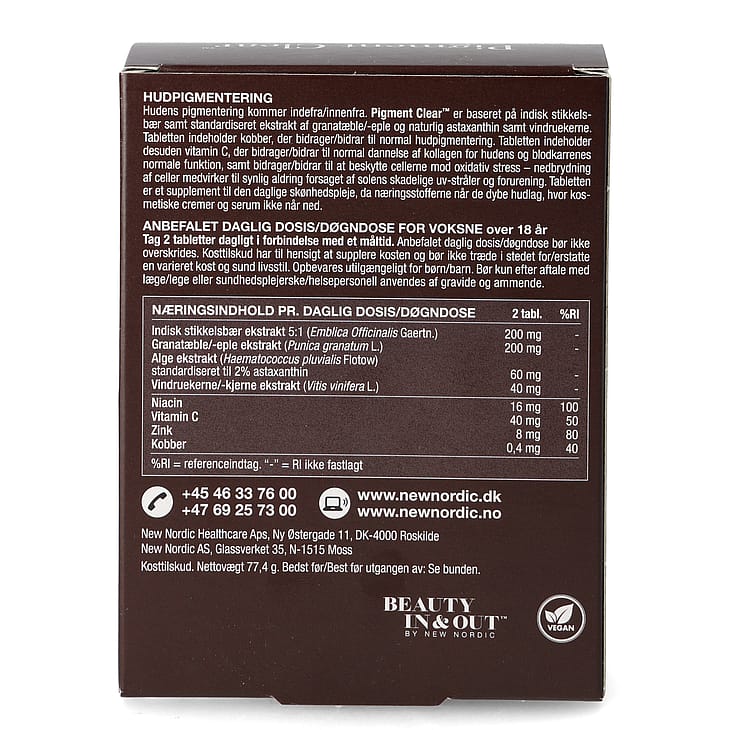 Pigment Clear™
HUDPIGMENTERING
Hudens pigmentering kommer indefra/innenfra. Pigment Clear™ er baseret på indisk stikkels-
bær samt standardiseret ekstrakt af granatæble/-eple og naturlig astaxanthin samt vindruekerne.
Tabletten indeholder kobber, der bidrager/bidrar til normal hudpigmentering. Tabletten indeholder
desuden vitamin C, der bidrager/bidrar til normal dannelse af kollagen for hudens og blodkarrenes
normale funktion, samt bidrager/bidrar til at beskytte cellerne mod oxidativ stress – nedbrydning
af celler medvirker til synlig aldring forsaget af solens skadelige uv-stråler og forurening. Tabletten
er et supplement til den daglige skønhedspleje, da næringsstofferne når de dybe hudlag, hvor kos-
metiske cremer og serum ikke når ned.
ANBEFALET DAGLIG DOSIS/DØGNDOSE FOR VOKSNE over 18 år
Tag 2 tabletter dagligt i forbindelse med et måltid. Anbefalet daglig dosis/døgndose bør ikke
overskrides. Kosttilskud har til hensigt at supplere kosten og bør ikke træde i stedet for/erstatte
en varieret kost og sund livsstil. Opbevares utilgængeligt for børn/barn. Bør kun efter aftale med
læge/lege eller sundhedsplejerske/helsepersonell anvendes af gravide og ammende.
NÆRINGSINDHOLD PR. DAGLIG DOSIS/DØGNDOSE 2 tabl. %RI
Indisk stikkelsbær ekstrakt 5:1 (Emblica Officinalis Gaertn.) 200 mg -
Granatæble/-eple ekstrakt (Punica granatum L.) 200 mg -
Alge ekstrakt (Haematococcus pluvialis Flotow)
standardiseret til 2% astaxanthin 60 mg -
Vindruekerne/-kjerne ekstrakt (Vitis vinifera L.) 40 mg -
Niacin 16 mg 100
Vitamin C 40 mg 50
Zink 8 mg 80
Kobber 0,4 mg 40
%RI = referenceindtag. "-" = RI ikke fastlagt
+45 46 33 76 00 www.newnordic.dk
+47 69 25 73 00 www.newnordic.no
New Nordic Healthcare Aps, Ny Østergade 11, DK-4000 Roskilde
New Nordic AS, Glassverket 35, N-1515 Moss
Kosttilskud. Nettovægt 77,4 g. Bedst før/Best før utgangen av: Se bunden.
BEAUTY
IN & OUT™
BY NEW NORDIC
VEGAN